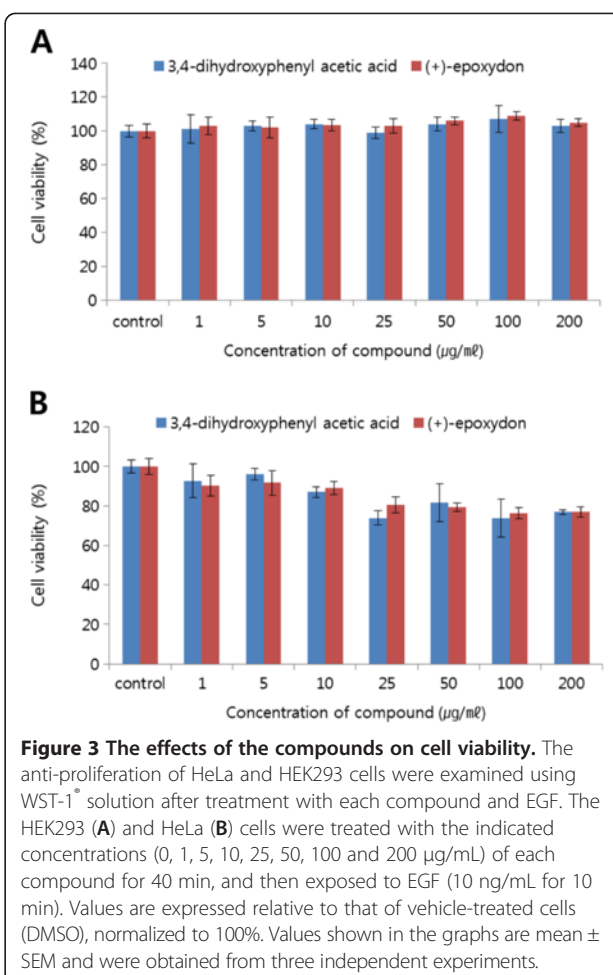 A
140
3,4-dihydroxyphenyl acetic acid (+)-epoxydon
120
100
80
60
40
20
0
Cell viability (%)
control 1 5 10 25 50 100 200
Concentration of compound (㎍/㎖)
B
120
3,4-dihydroxyphenyl acetic acid (+)-epoxydon
100
80
60
40
20
0
Cell viability (%)
control 1 5 10 25 50 100 200
Concentration of compound (㎍/㎖)
Figure 3 The effects of the compounds on cell viability. The
anti-proliferation of HeLa and HEK293 cells were examined using
WST-1® solution after treatment with each compound and EGF. The
HEK293 (A) and HeLa (B) cells were treated with the indicated
concentrations (0, 1, 5, 10, 25, 50, 100 and 200 μg/mL) of each
compound for 40 min, and then exposed to EGF (10 ng/mL for 10
min). Values are expressed relative to that of vehicle-treated cells
(DMSO), normalized to 100%. Values shown in the graphs are mean ±
SEM and were obtained from three independent experiments.